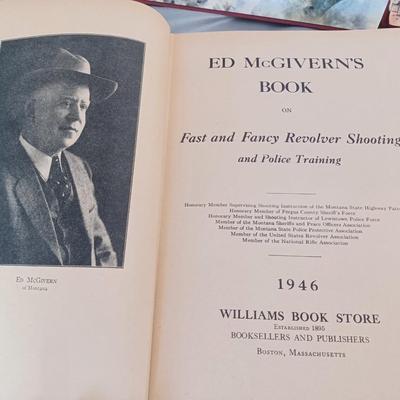 ED McGIVERN
of Montana
ED McGIVERN'S
BOOK
ON
Fast and Fancy Revolver Shooting
and Police Training
Honorary Member Supervising Shooting Instruction of the Montana State Highway
Honorary Member of Fergus County Sheriff's Force
Honorary Member and Shooting Instructor of Lewistown Police Force
Member of the Montana Sheriffs and Peace Officers Association
Member of the Montana State Police Protective Association
Member of the United States Revolver Association
Member of the National Rifle Association
1946
WILLIAMS BOOK STORE
ESTABLISHED 1895
BOOKSELLERS AND PUBLISHERS
BOSTON, MASSACHUSETTS